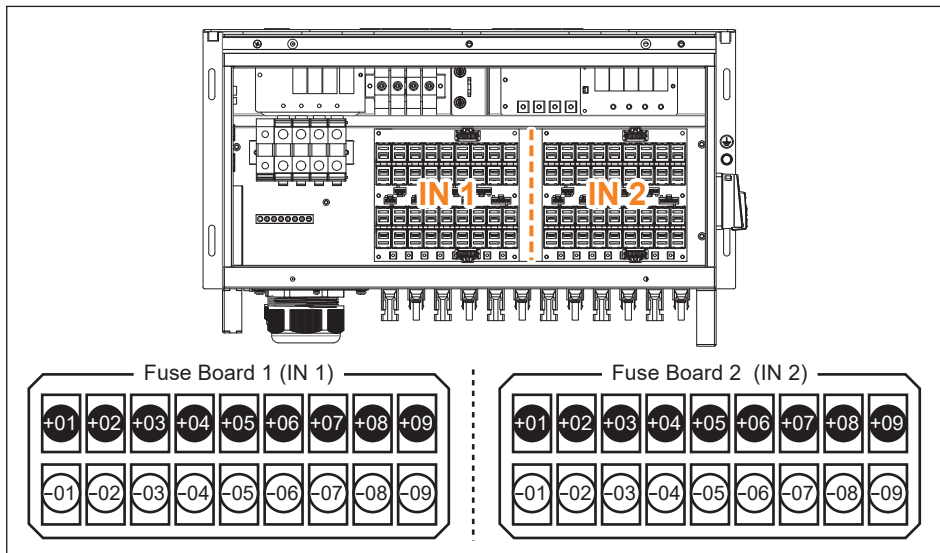 IN 1 IN 2
Fuse Board 1 (IN 1)
+01 +02 +03 +04 +05 +06 +07 +08 +09
−01 −02 −03 −04 −05 −06 −07 −08 −09
Fuse Board 2 (IN 2)
+01 +02 +03 +04 +05 +06 +07 +08 +09
−01 −02 −03 −04 −05 −06 −07 −08 −09